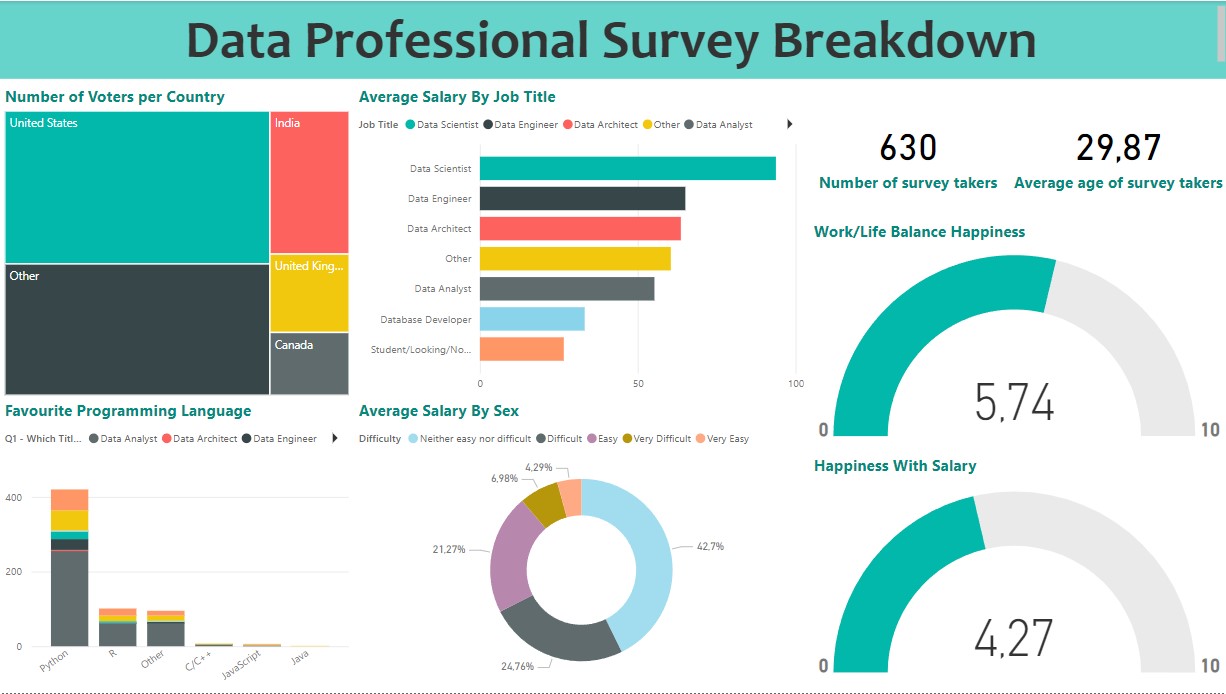 Data Professional Survey Breakdown
Number of Voters per Country
United States
India
Other
United King...
Canada
Average Salary By Job Title
Job Title Data Scientist Data Engineer Data Architect Other Data Analyst
Data Scientist
Data Engineer
Data Architect
Other
Data Analyst
Database Developer
Student/Looking/No...
0 50 100
630
Number of survey takers
29,87
Average age of survey takers
Work/Life Balance Happiness
5,74
0 10
Favourite Programming Language
Q1 - Which Titl... Data Analyst Data Architect Data Engineer
400
200
0
Python R Other C/C++ JavaScript Java
Average Salary By Sex
Difficulty Neither easy nor difficult Difficult Easy Very Difficult Very Easy
4,29%
6,98%
21,27%
42,7%
24,76%
Happiness With Salary
4,27
0 10